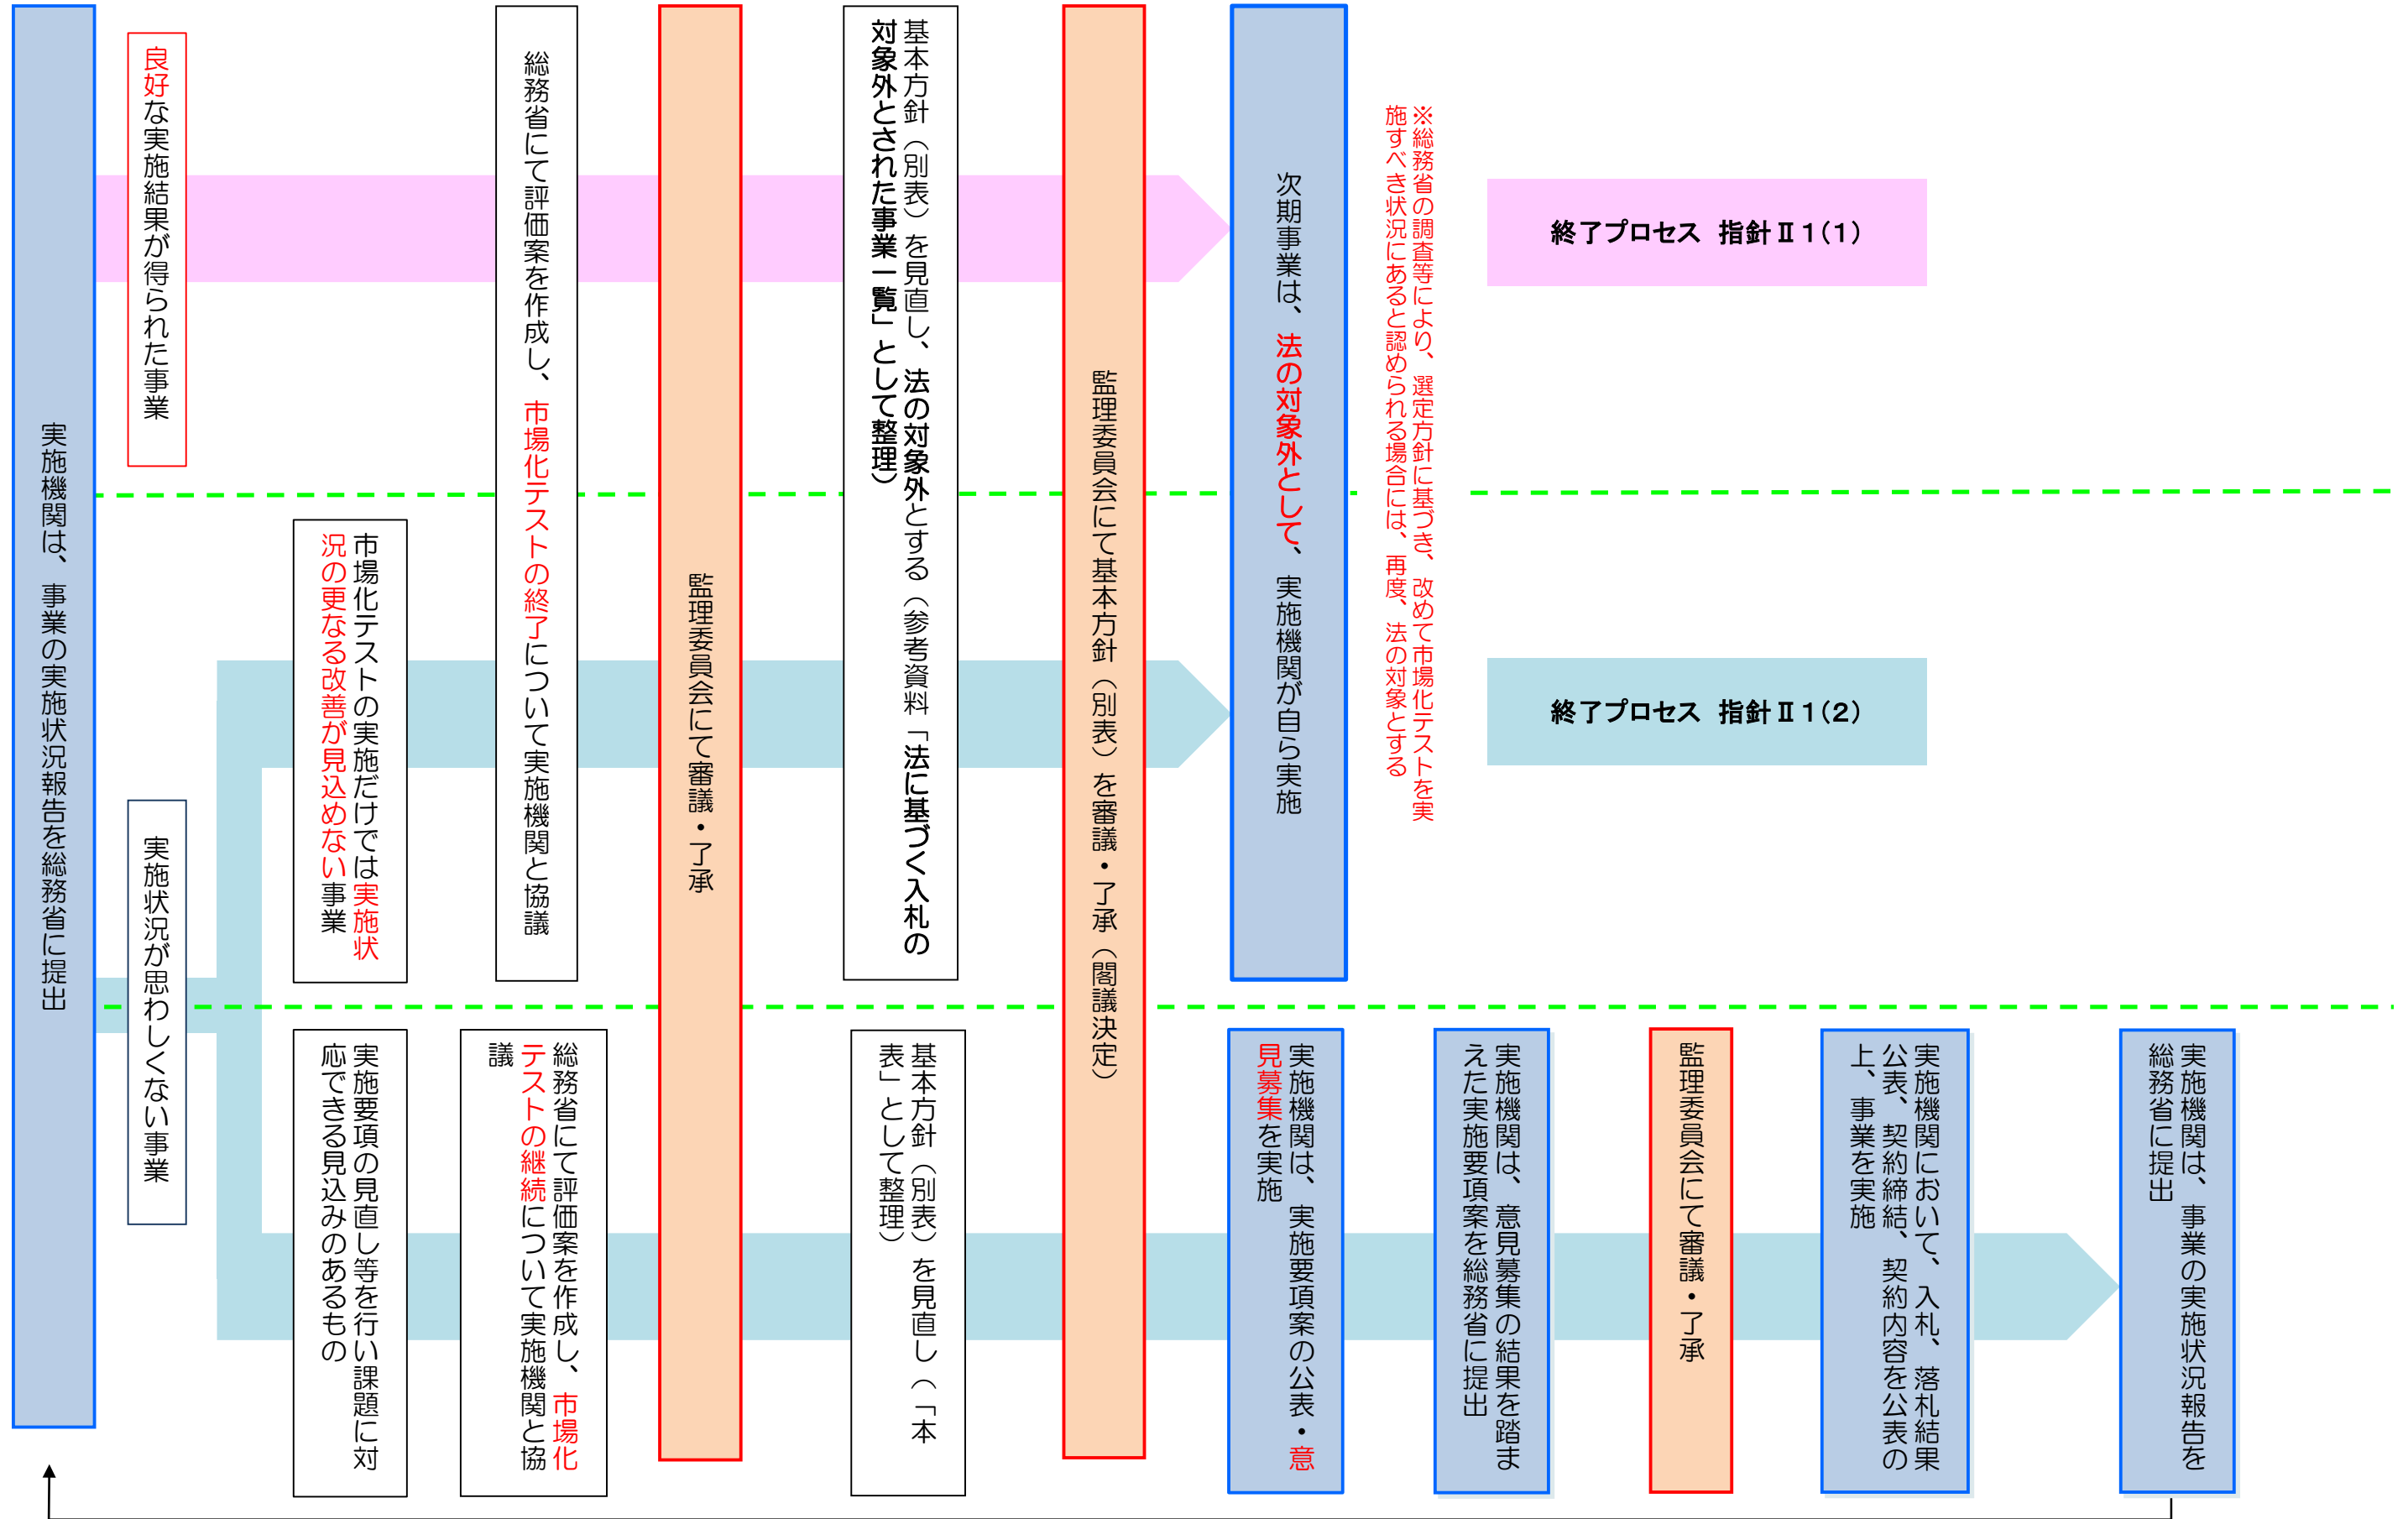 実施機関は、事業の実施状況報告を総務省に提出
良好な実施結果が得られた事業
総務省にて評価案を作成し、市場化テストの終了について実施機関と協議
監理委員会にて審議・了承
基本方針（別表）を見直し、法の対象外とする（参考資料「法に基づく入札の
対象外とされた事業一覧」として整理）
監理委員会にて基本方針（別表）を審議・了承（閣議決定）
次期事業は、法の対象外として、実施機関が自ら実施
※総務省の調査等により、選定方針に基づき、改めて市場化テストを実
施すべき状況にあると認められる場合には、再度、法の対象とする
終了プロセス 指針Ⅱ１（１）
市場化テストの実施だけでは実施状
況の更なる改善が見込めない事業
終了プロセス 指針Ⅱ１（２）
実施状況が思わしくない事業
実施要項の見直し等を行い課題に対
応できる見込みのあるもの
総務省にて評価案を作成し、市場化
テストの継続について実施機関と協
議
基本方針（別表）を見直し（「本
表」として整理）
実施機関は、実施要項案の公表・意
見募集を実施
実施機関は、意見募集の結果を踏ま
えた実施要項案を総務省に提出
監理委員会にて審議・了承
実施機関において、入札、落札結果
公表、契約締結、契約内容を公表の
上、事業を実施
実施機関は、事業の実施状況報告を
総務省に提出